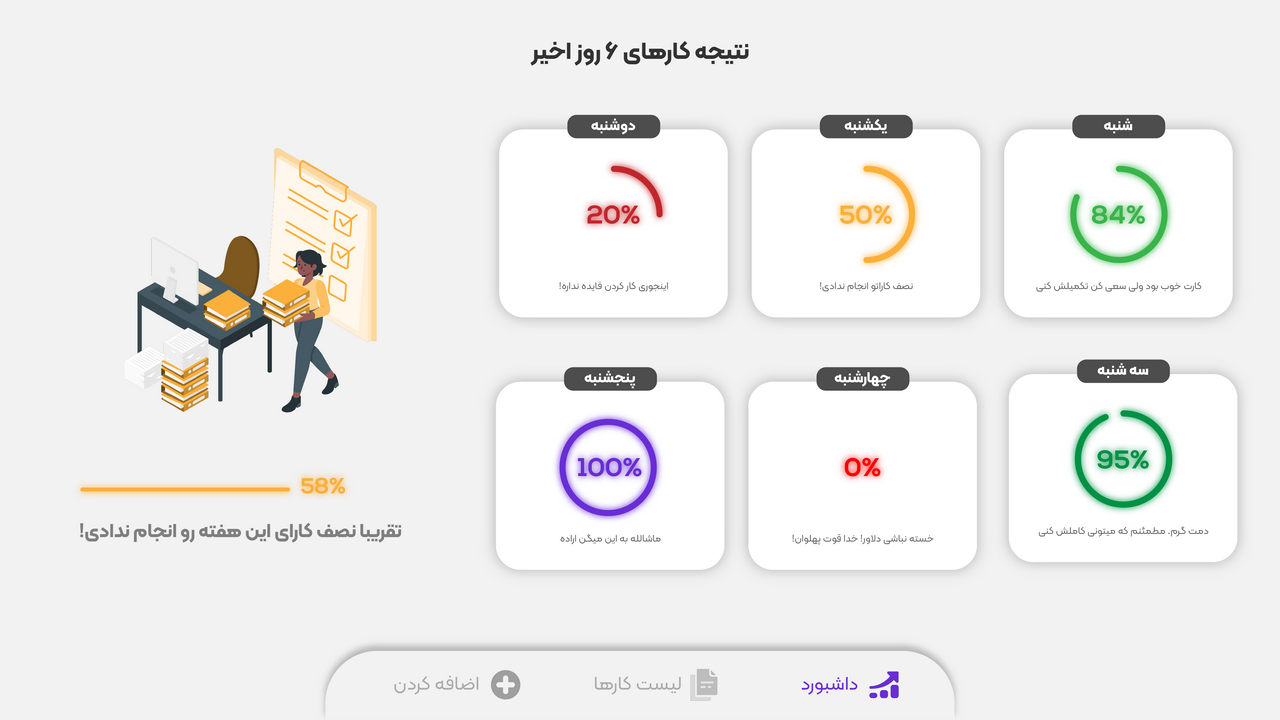 نتیجه کارهای ۶ روز اخیر
شنبه
84%
کارت خوب بود ولی سعی کن تکمیلش کنی
یکشنبه
50%
نصف کاراتو انجام ندادی!
دوشنبه
20%
اینجوری کار کردن فایده نداره!
سه شنبه
95%
دمت گرم. مطمئنم که میتونی کاملش کنی
چهارشنبه
0%
خسته نباشی دلاور! خدا قوت پهلوان!
پنجشنبه
100%
ماشالله به این میگن اراده
58%
تقریبا نصف کارای این هفته رو انجام ندادی!
داشبورد
لیست کارها
اضافه کردن